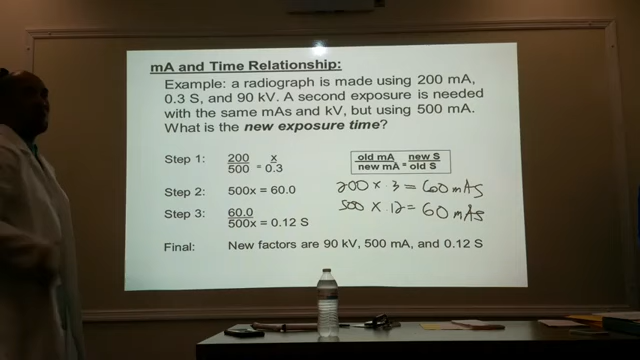 mA and Time Relationship:
Example: a radiograph is made using 200 mA,
0.3 S, and 90 kV. A second exposure is needed
with the same mAs and kV, but using 500 mA.
What is the new exposure time?
Step 1: 200 x
500 = 0.3
old mA new S
new mA = old S
Step 2: 500x = 60.0
200 x .3 = 60 mAs
Step 3: 60.0
500x = 0.12 S
500 x .12 = 60 mAs
Final: New factors are 90 kV, 500 mA, and 0.12 S